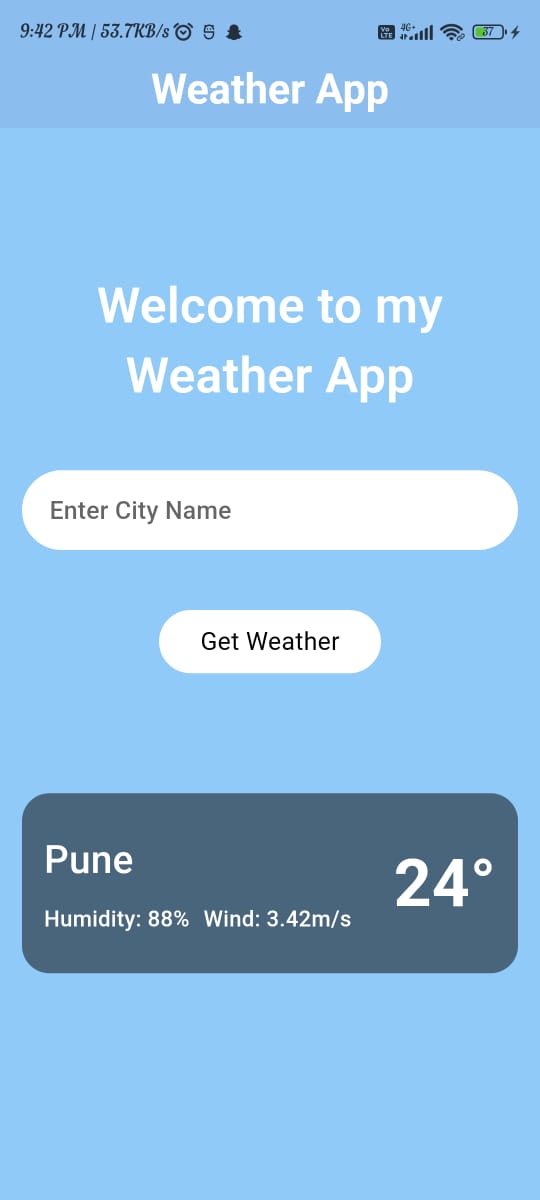 9:42 PM | 53.7KB/s Vo LTE 4G+ 37
Weather App
Welcome to my
Weather App
Enter City Name
Get Weather
Pune
24°
Humidity: 88% Wind: 3.42m/s